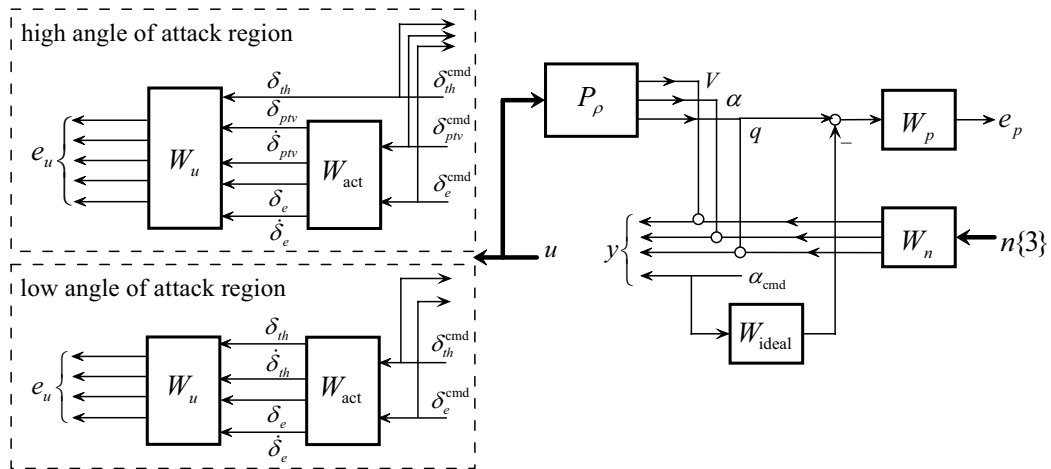 high angle of attack region
δ_th
δ_th^cmd
δ_ptv
δ_ptv^cmd
δ̇_ptv
e_u
W_u
W_act
δ_e
δ_e^cmd
δ̇_e
low angle of attack region
δ_th
δ_th^cmd
δ̇_th
e_u
W_u
W_act
δ_e
δ_e^cmd
δ̇_e
u
P_ρ
V
α
q
−
W_p
e_p
y
W_n
n{3}
α_cmd
W_ideal